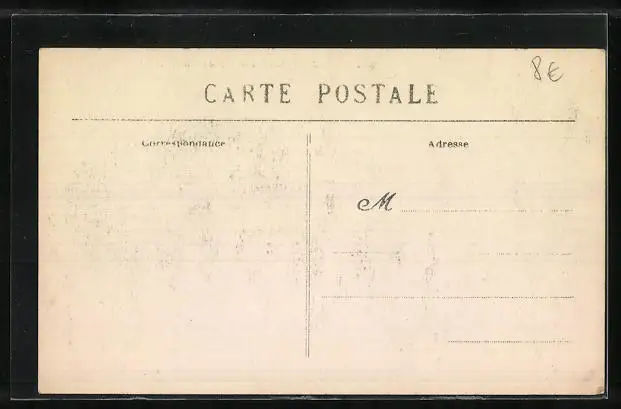 8€
CARTE POSTALE
Correspondance
Adresse
M